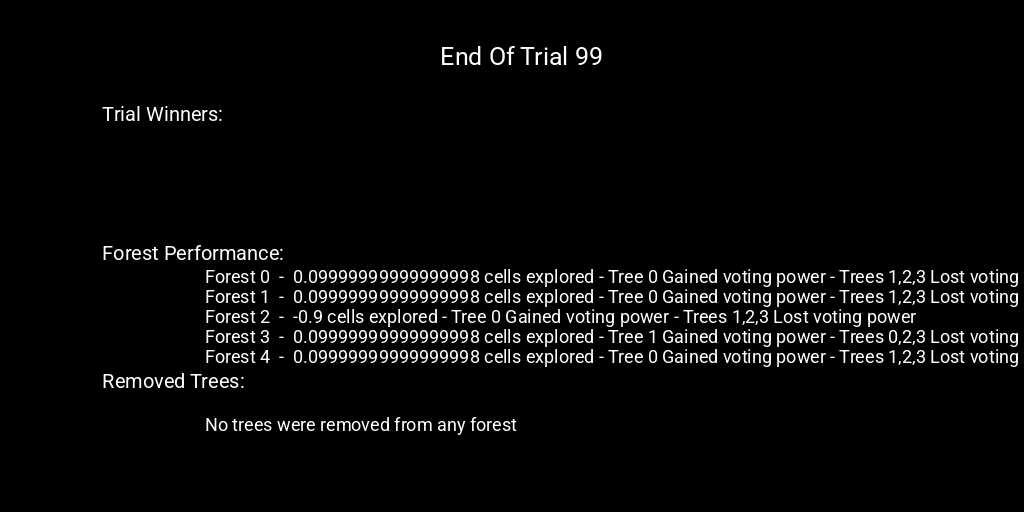 End Of Trial 99
Trial Winners:
Forest Performance:
Forest 0 - 0.09999999999999998 cells explored - Tree 0 Gained voting power - Trees 1,2,3 Lost voting
Forest 1 - 0.09999999999999998 cells explored - Tree 0 Gained voting power - Trees 1,2,3 Lost voting
Forest 2 - -0.9 cells explored - Tree 0 Gained voting power - Trees 1,2,3 Lost voting power
Forest 3 - 0.09999999999999998 cells explored - Tree 1 Gained voting power - Trees 0,2,3 Lost voting
Forest 4 - 0.09999999999999998 cells explored - Tree 0 Gained voting power - Trees 1,2,3 Lost voting
Removed Trees:
No trees were removed from any forest